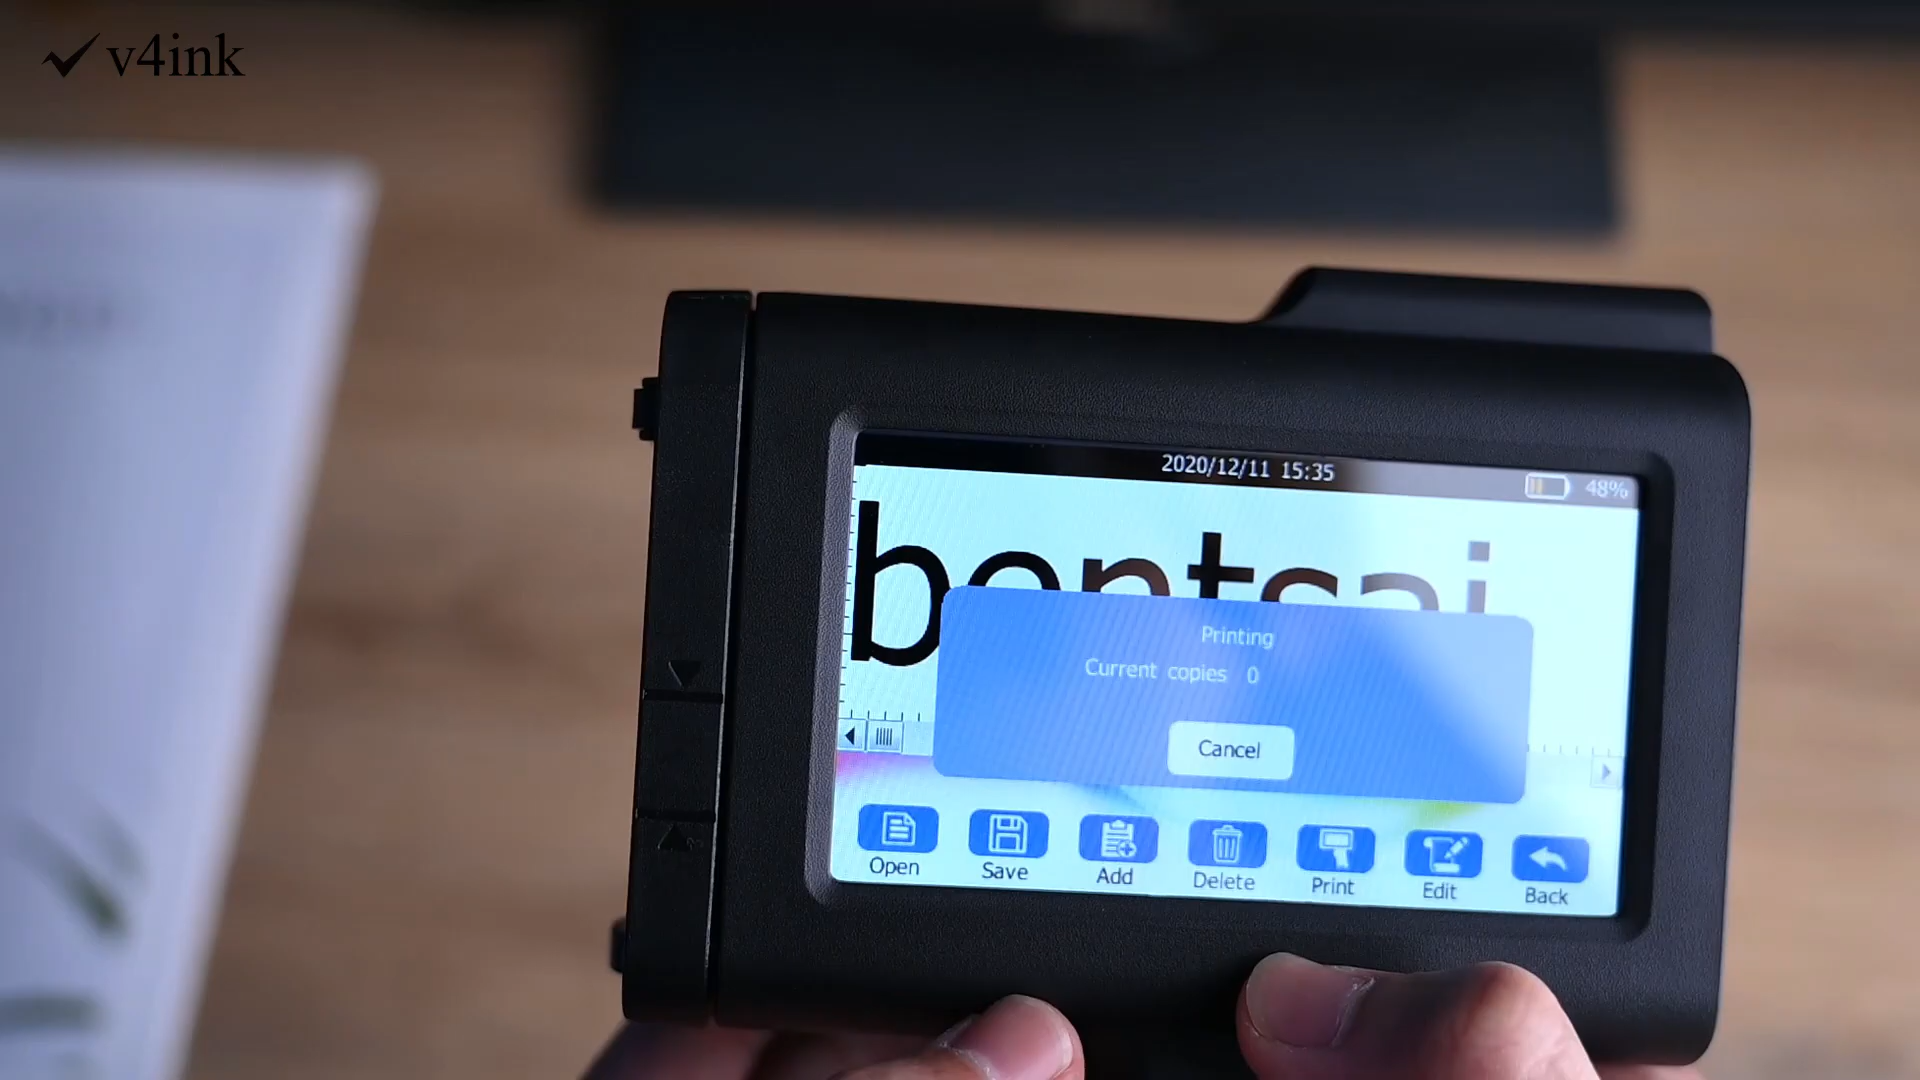 v4ink
2020/12/11 15:35
48%
bentsai
Printing
Current copies 0
Cancel
Open Save Add Delete Print Edit Back